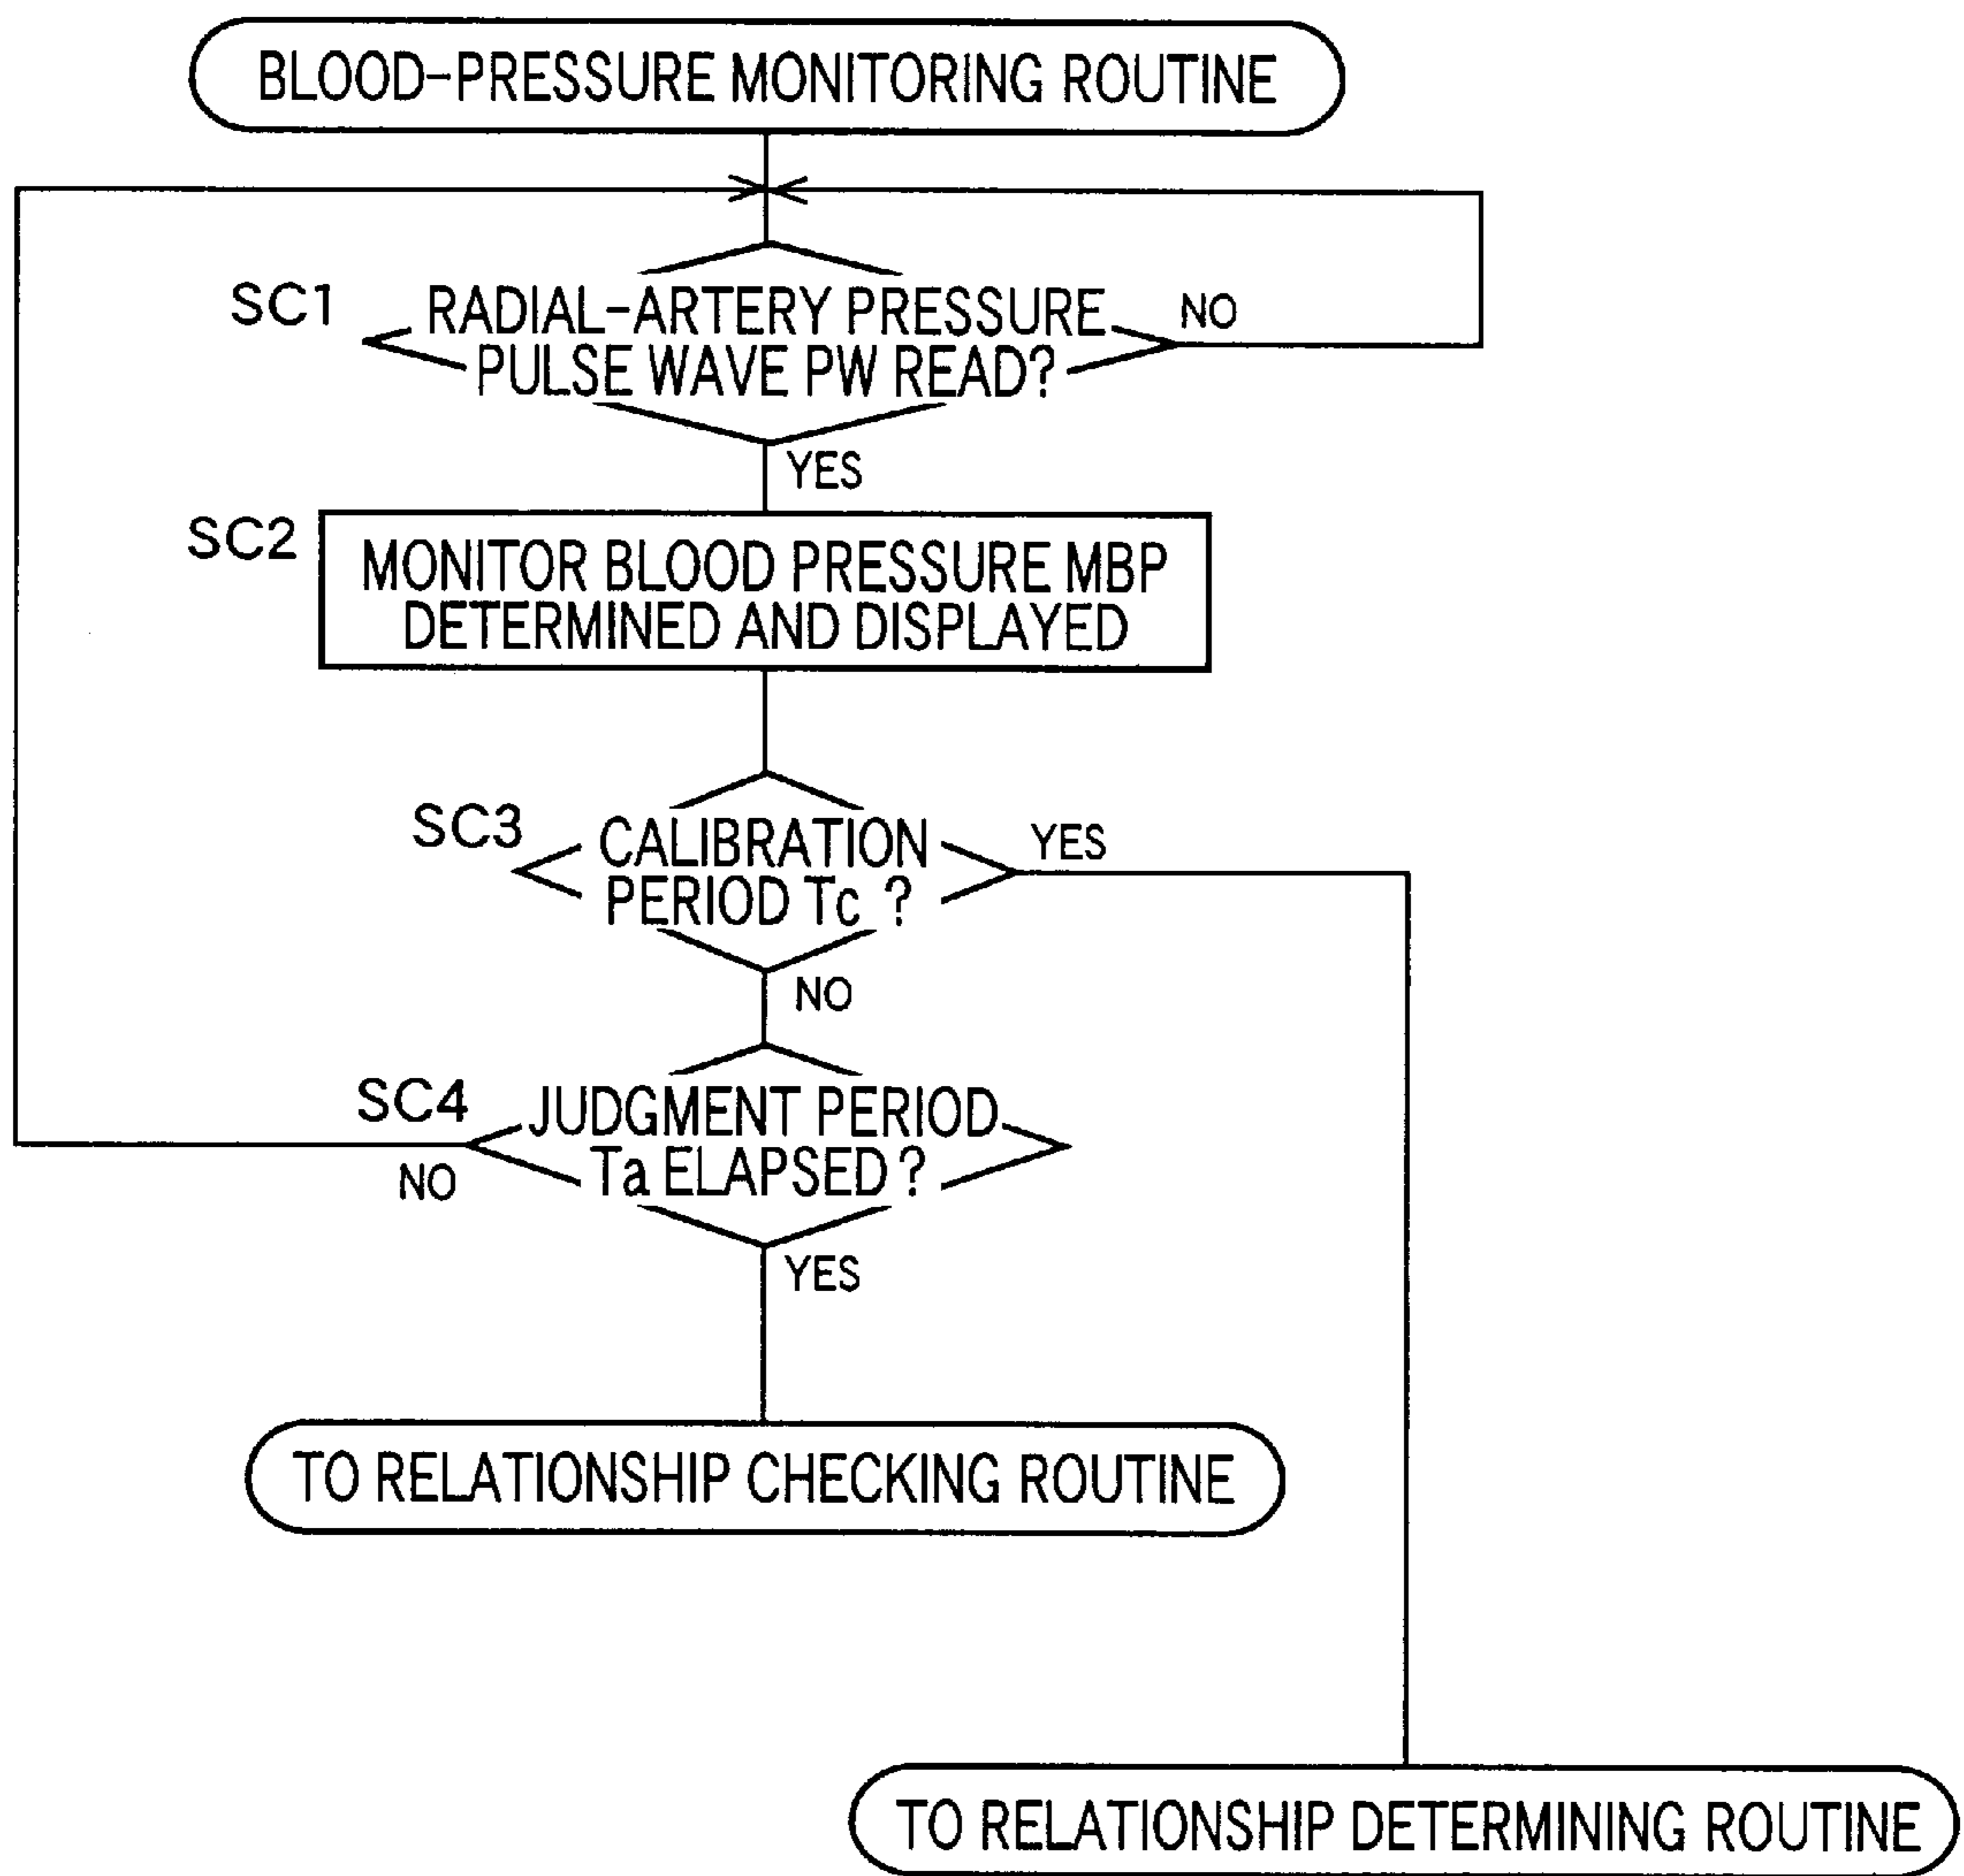 BLOOD-PRESSURE MONITORING ROUTINE
SC1
RADIAL-ARTERY PRESSURE
PULSE WAVE PW READ?
NO
YES
SC2
MONITOR BLOOD PRESSURE MBP
DETERMINED AND DISPLAYED
SC3
CALIBRATION
PERIOD Tc ?
YES
NO
SC4
JUDGMENT PERIOD
Ta ELAPSED ?
NO
YES
TO RELATIONSHIP CHECKING ROUTINE
TO RELATIONSHIP DETERMINING ROUTINE